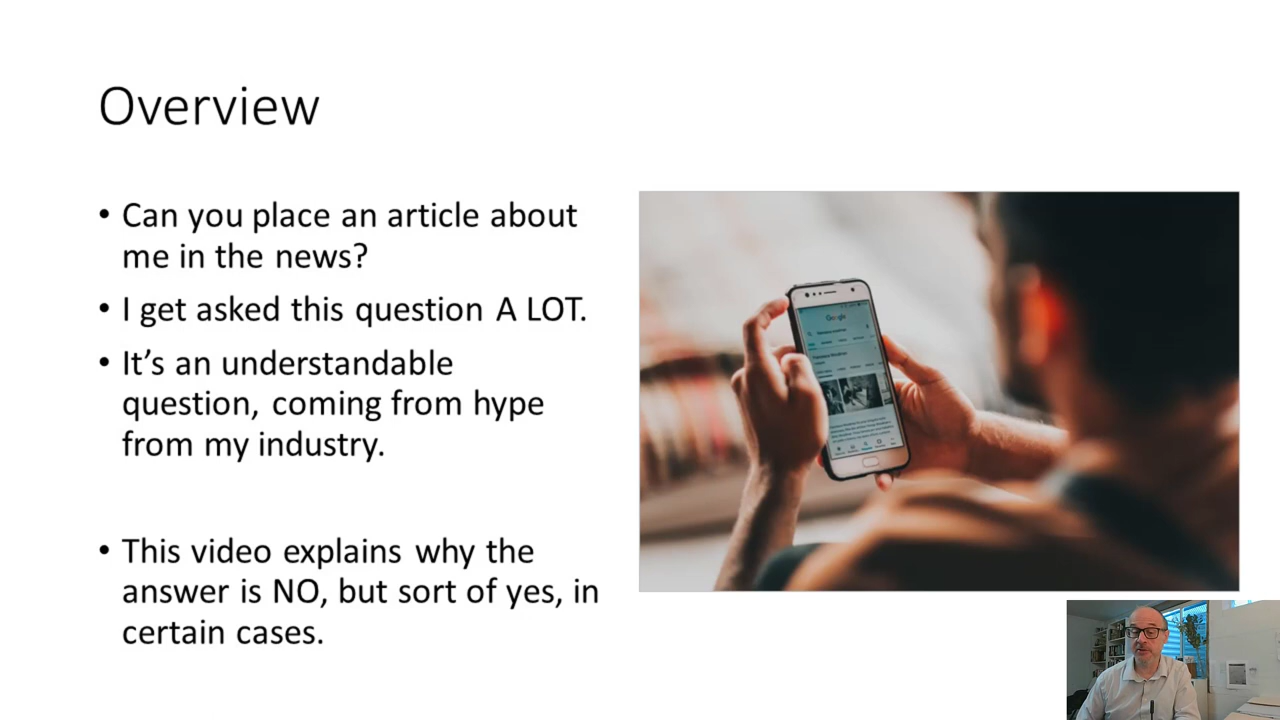 Overview
• Can you place an article about
me in the news?
• I get asked this question A LOT.
• It’s an understandable
question, coming from hype
from my industry.
• This video explains why the
answer is NO, but sort of yes, in
certain cases.
Google